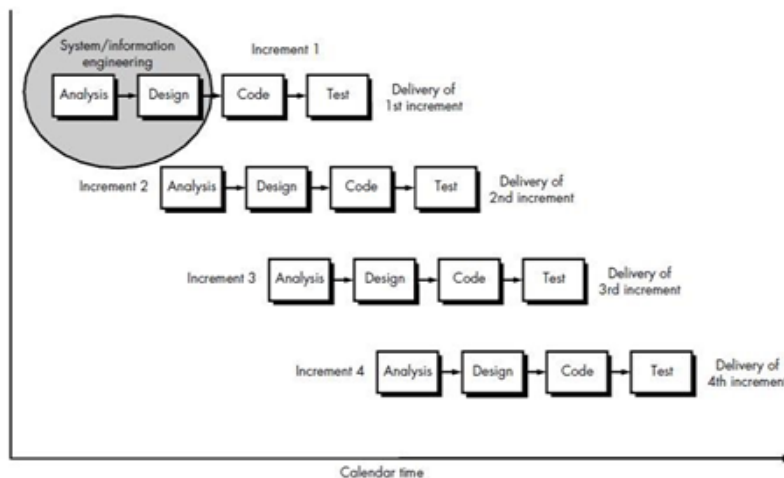 System/information
engineering
Increment 1
Analysis
Design
Code
Test
Delivery of
1st increment
Increment 2
Analysis
Design
Code
Test
Delivery of
2nd increment
Increment 3
Analysis
Design
Code
Test
Delivery of
3rd increment
Increment 4
Analysis
Design
Code
Test
Delivery of
4th increment
Calendar time